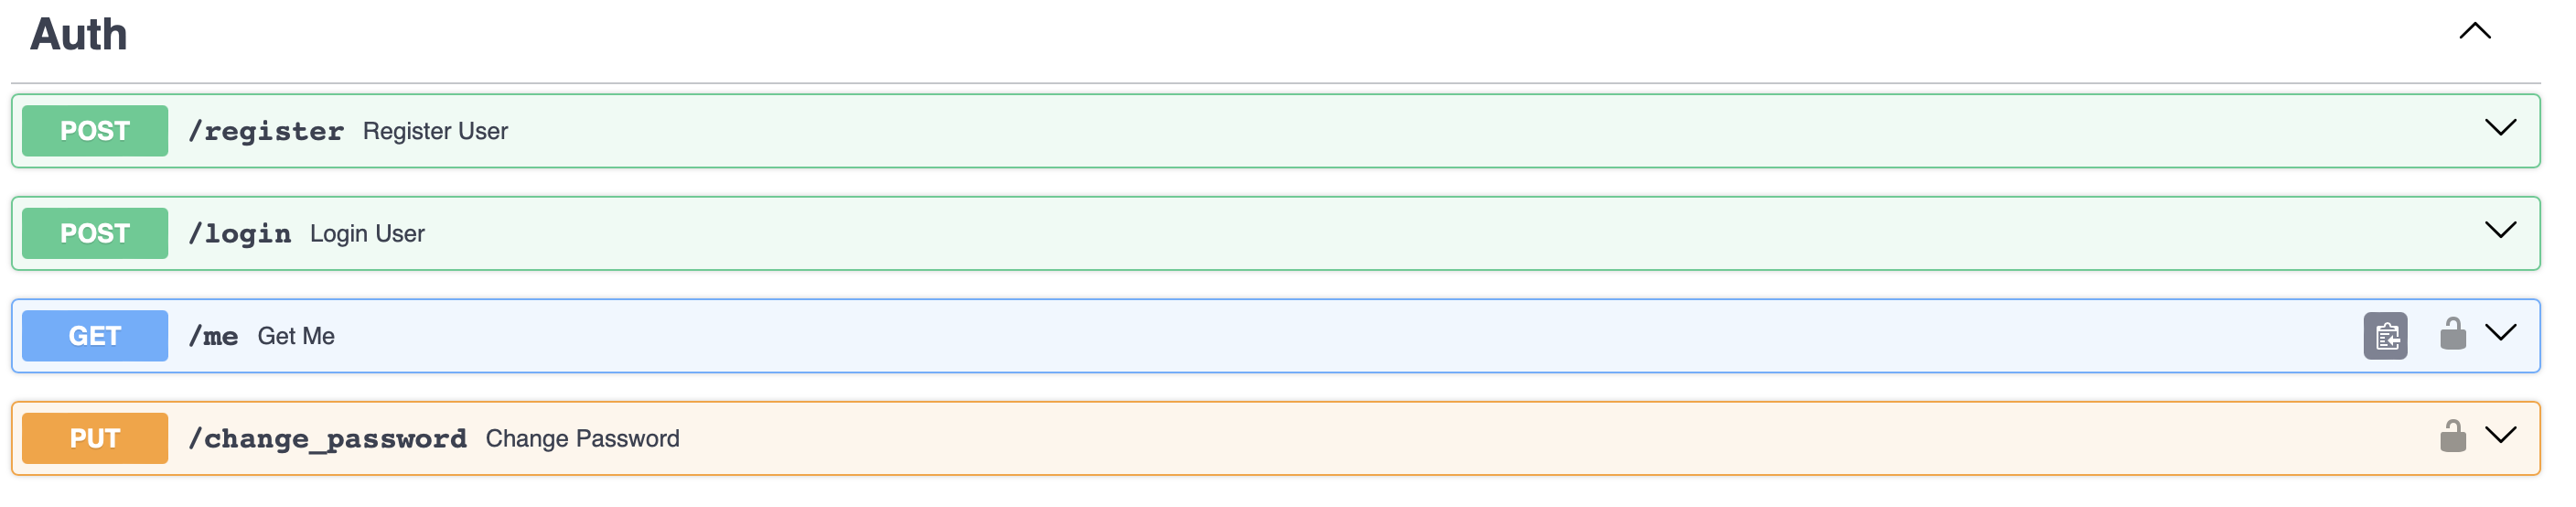 Auth
POST /register Register User
POST /login Login User
GET /me Get Me
PUT /change_password Change Password